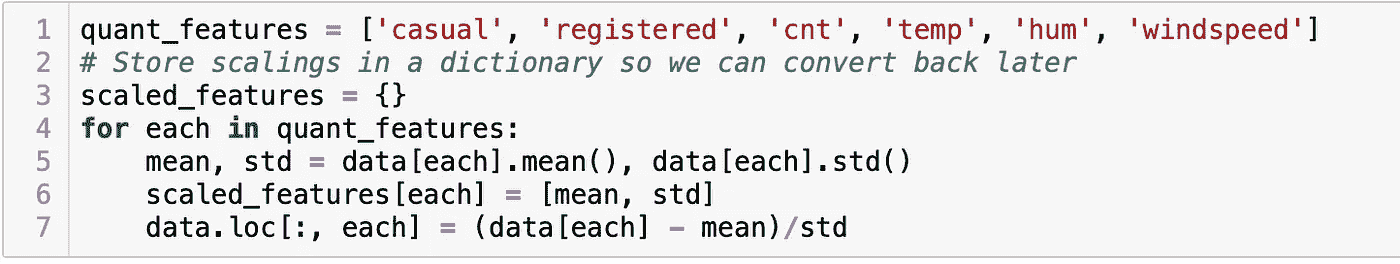 1 quant_features = ['casual', 'registered', 'cnt', 'temp', 'hum', 'windspeed']
2 # Store scalings in a dictionary so we can convert back later
3 scaled_features = {}
4 for each in quant_features:
5     mean, std = data[each].mean(), data[each].std()
6     scaled_features[each] = [mean, std]
7     data.loc[:, each] = (data[each] - mean)/std